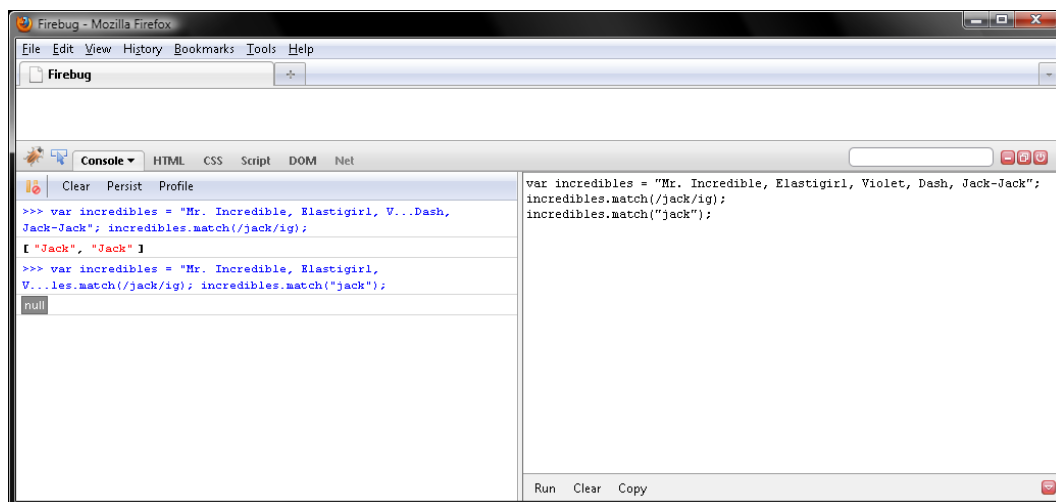 Firebug - Mozilla Firefox
File Edit View History Bookmarks Tools Help
Firebug
Console HTML CSS Script DOM Net
Clear Persist Profile
>>> var incredibles = "Mr. Incredible, Elastigirl, V...Dash,
Jack-Jack"; incredibles.match(/jack/ig);
[ "Jack", "Jack" ]
>>> var incredibles = "Mr. Incredible, Elastigirl,
V...les.match(/jack/ig); incredibles.match("jack");
null
var incredibles = "Mr. Incredible, Elastigirl, Violet, Dash, Jack-Jack";
incredibles.match(/jack/ig);
incredibles.match("jack");
Run Clear Copy